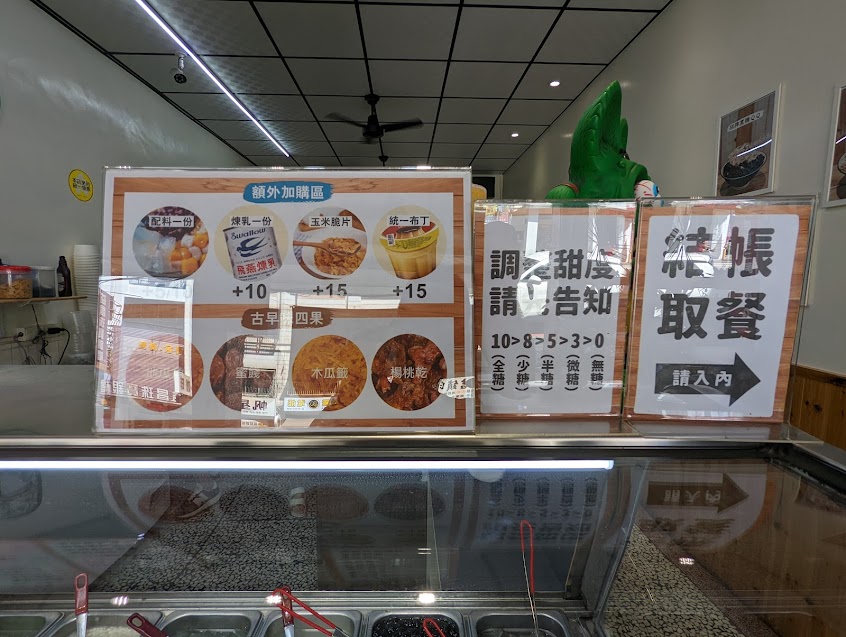 額外加購區
配料一份
煉乳一份
玉米脆片
統一布丁
Swallow
飛燕煉乳
+10
+15
+15
古早 四果
木瓜籤
楊桃乾
調 甜度
請 告知
10>8>5>3>0
(全糖)
(少糖)
(半糖)
(微糖)
(無糖)
結帳
取餐
請入內